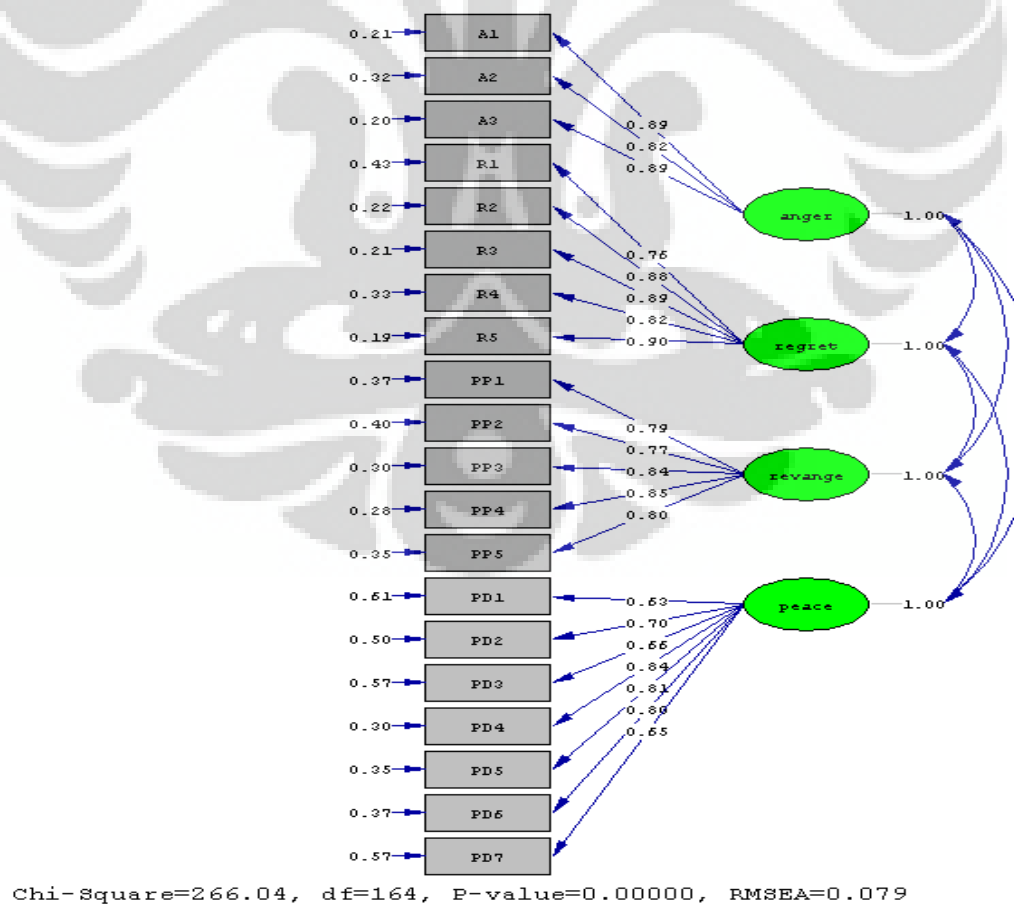 0.21 A1
0.32 A2
0.20 A3 0.89
0.82
0.43 R1 0.89
0.22 R2 anger 1.00
0.21 R3 0.76
0.88
0.33 R4 0.89
0.82
0.19 R5 0.90 regret 1.00
0.37 PP1
0.40 PP2 0.79
0.77
0.30 PP3 0.84 revange 1.00
0.85
0.28 PP4 0.80
0.35 PP5
0.61 PD1 0.63 peace 1.00
0.70
0.50 PD2 0.66
0.84
0.57 PD3 0.81
0.80
0.30 PD4 0.65
0.35 PD5
0.37 PD6
0.57 PD7
Chi-Square=266.04, df=164, P-value=0.00000, RMSEA=0.079